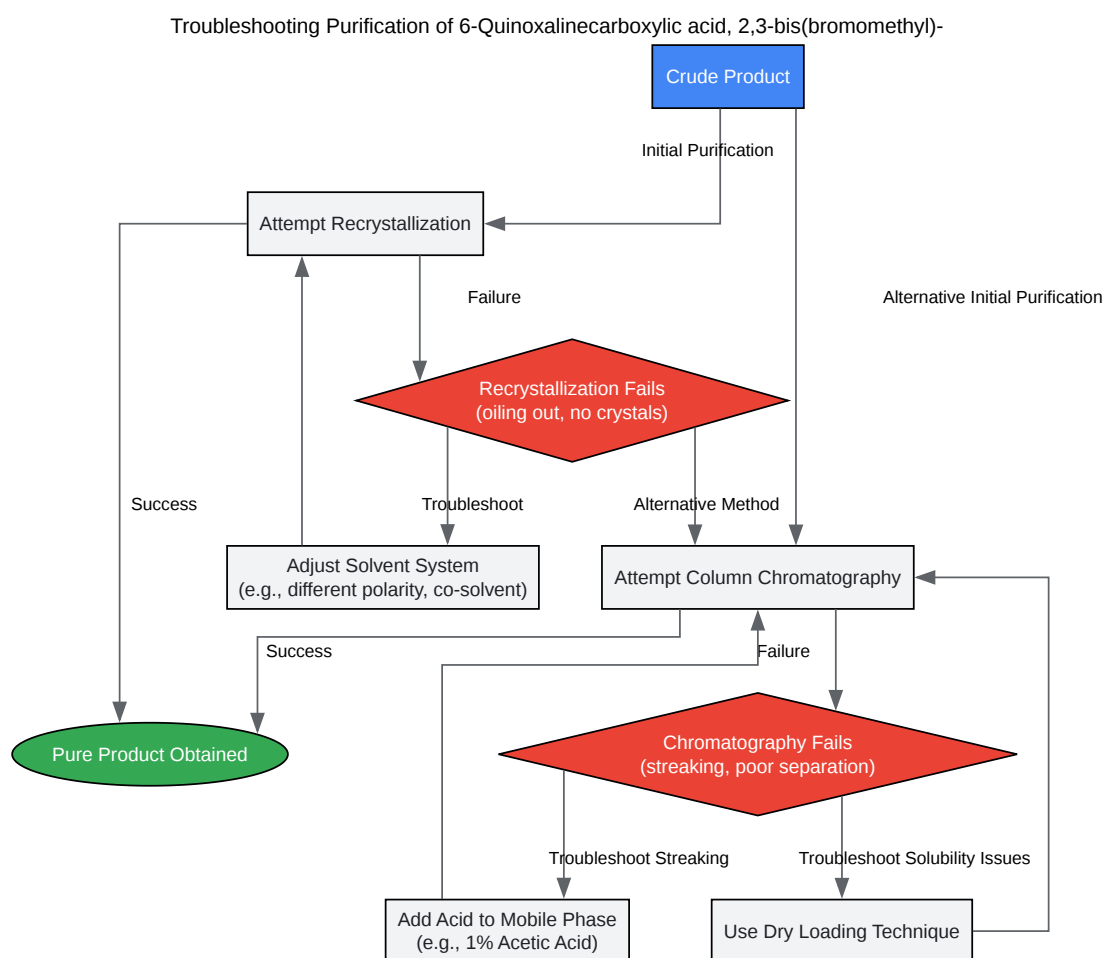 Troubleshooting Purification of 6-Quinoxalinecarboxylic acid, 2,3-bis(bromomethyl)-
Crude Product
Initial Purification
Attempt Recrystallization
Failure
Alternative Initial Purification
Recrystallization Fails
(oiling out, no crystals)
Success
Troubleshoot
Alternative Method
Adjust Solvent System
(e.g., different polarity, co-solvent)
Attempt Column Chromatography
Success
Failure
Pure Product Obtained
Chromatography Fails
(streaking, poor separation)
Troubleshoot Streaking
Troubleshoot Solubility Issues
Add Acid to Mobile Phase
(e.g., 1% Acetic Acid)
Use Dry Loading Technique